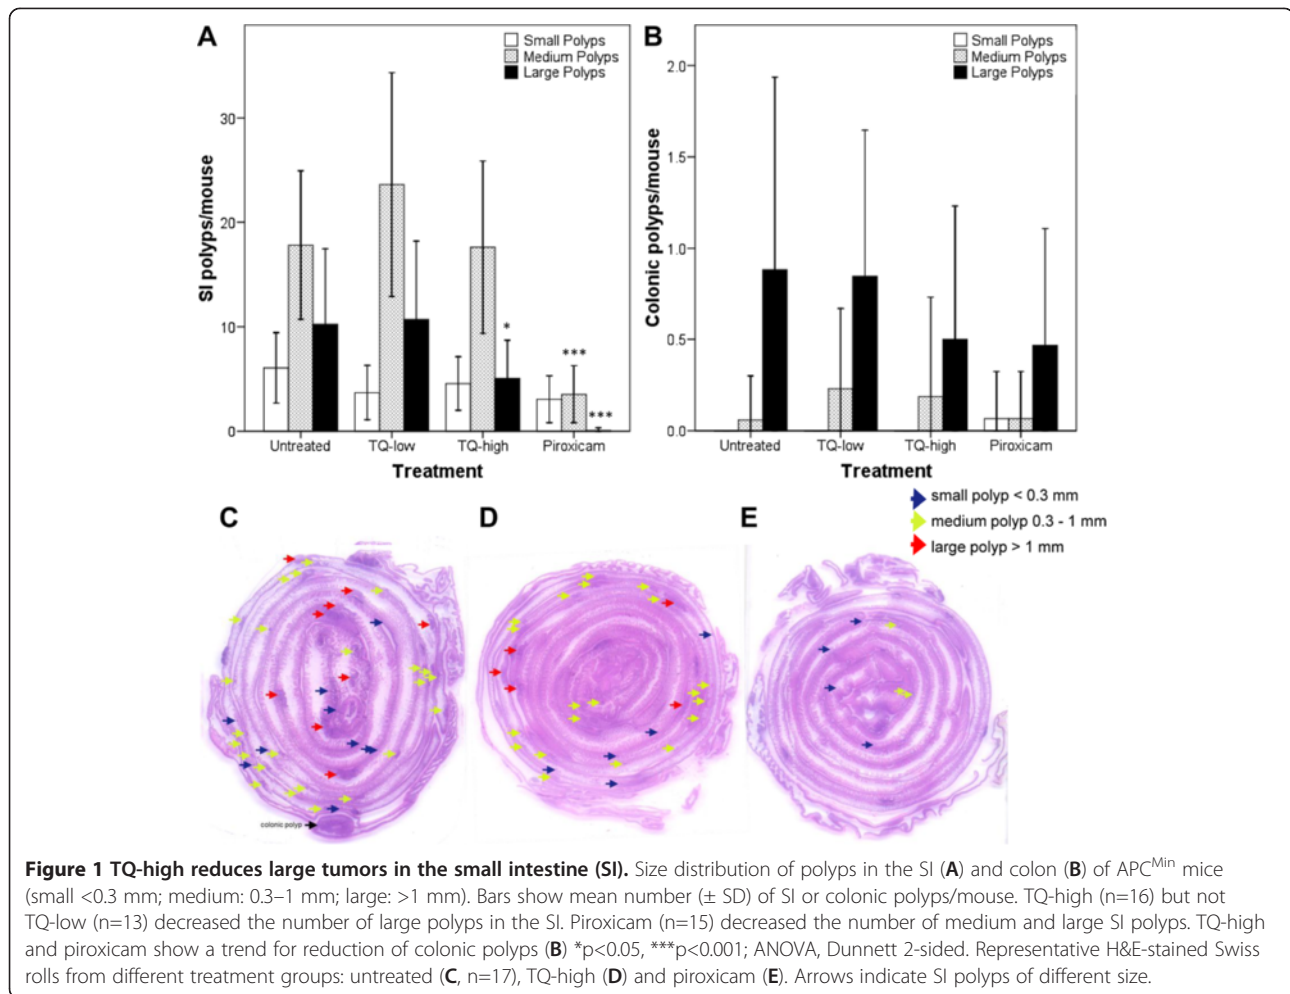 A
Small Polyps
Medium Polyps
Large Polyps
SI polyps/mouse
30
20
10
0
*
***
***
Untreated TQ-low TQ-high Piroxicam
Treatment
B
Small Polyps
Medium Polyps
Large Polyps
Colonic polyps/mouse
2.0
1.5
1.0
0.5
0.0
Untreated TQ-low TQ-high Piroxicam
Treatment
small polyp < 0.3 mm
medium polyp 0.3 - 1 mm
large polyp > 1 mm
C
colonic polyp
D
E
Figure 1 TQ-high reduces large tumors in the small intestine (SI). Size distribution of polyps in the SI (A) and colon (B) of APCMin mice
(small <0.3 mm; medium: 0.3–1 mm; large: >1 mm). Bars show mean number (± SD) of SI or colonic polyps/mouse. TQ-high (n=16) but not
TQ-low (n=13) decreased the number of large polyps in the SI. Piroxicam (n=15) decreased the number of medium and large SI polyps. TQ-high
and piroxicam show a trend for reduction of colonic polyps (B) *p<0.05, ***p<0.001; ANOVA, Dunnett 2-sided. Representative H&E-stained Swiss
rolls from different treatment groups: untreated (C, n=17), TQ-high (D) and piroxicam (E). Arrows indicate SI polyps of different size.